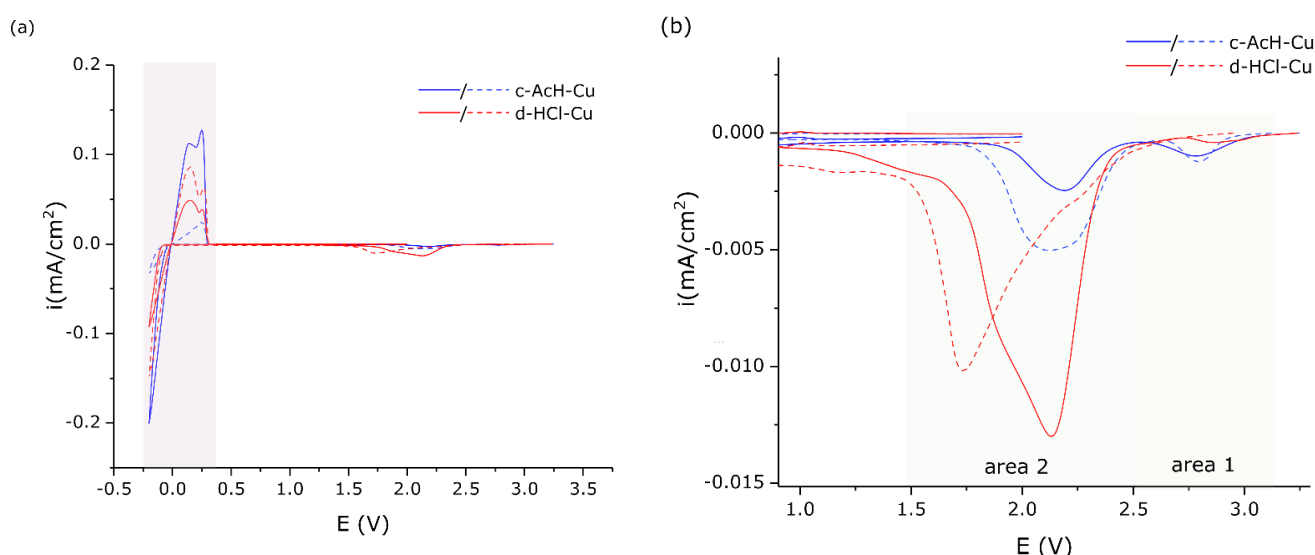 (a)
c-AcH-Cu
d-HCl-Cu
0.2
0.1
0.0
-0.1
-0.2
i(mA/cm²)
-0.5 0.0 0.5 1.0 1.5 2.0 2.5 3.0 3.5
E (V)
(b)
c-AcH-Cu
d-HCl-Cu
0.000
-0.005
-0.010
-0.015
i(mA/cm²)
area 2
area 1
1.0 1.5 2.0 2.5 3.0
E (V)